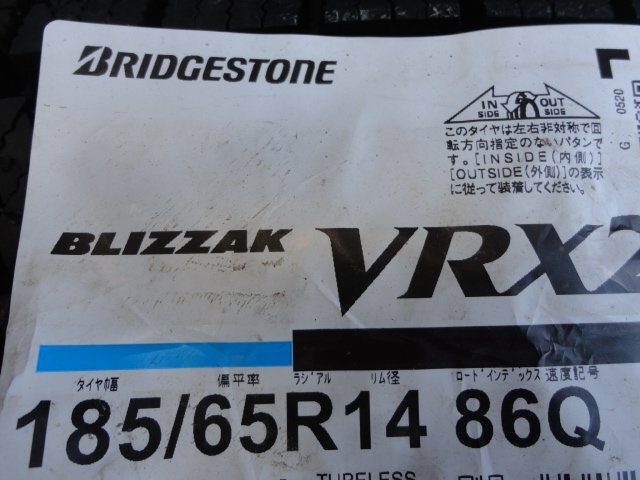 BRIDGESTONE
IN SIDE OUT SIDE
このタイヤは左右非対称で回
転方向指定のないパタンで
す。[INSIDE(内側)]
[OUTSIDE(外側)]の表示
に従って装着してください。
G 0520
BLIZZAK VRX2
タイヤ幅 偏平率 ラジアル リム径 ロードインデックス 速度記号
185/65R14 86Q
TUBELESS